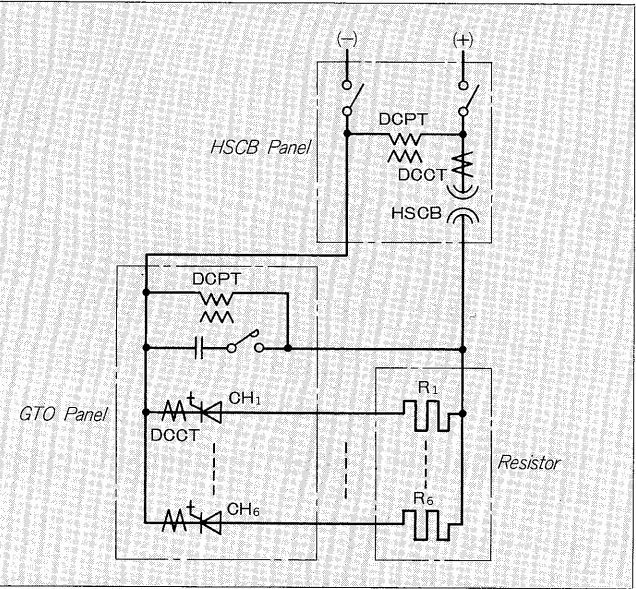 (−) (+)
DCPT
HSCB Panel
DCCT
HSCB
DCPT
CH1
R1
GTO Panel
DCCT
Resistor
CH6
R6